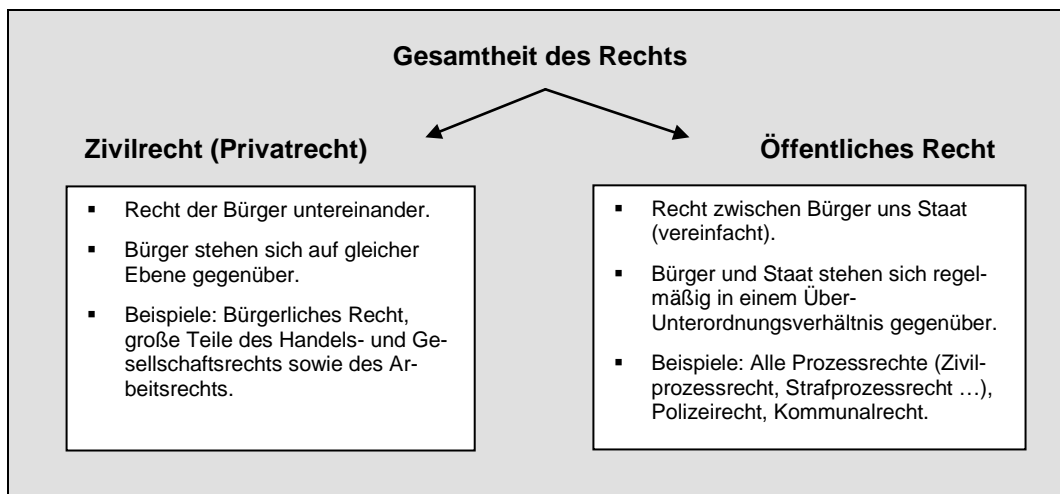 Gesamtheit des Rechts
Zivilrecht (Privatrecht)
▪ Recht der Bürger untereinander.
▪ Bürger stehen sich auf gleicher
Ebene gegenüber.
▪ Beispiele: Bürgerliches Recht,
große Teile des Handels- und Ge-
sellschaftsrechts sowie des Ar-
beitsrechts.
Öffentliches Recht
▪ Recht zwischen Bürger uns Staat
(vereinfacht).
▪ Bürger und Staat stehen sich regel-
mäßig in einem Über-
Unterordnungsverhältnis gegenüber.
▪ Beispiele: Alle Prozessrechte (Zivil-
prozessrecht, Strafprozessrecht …),
Polizeirecht, Kommunalrecht.